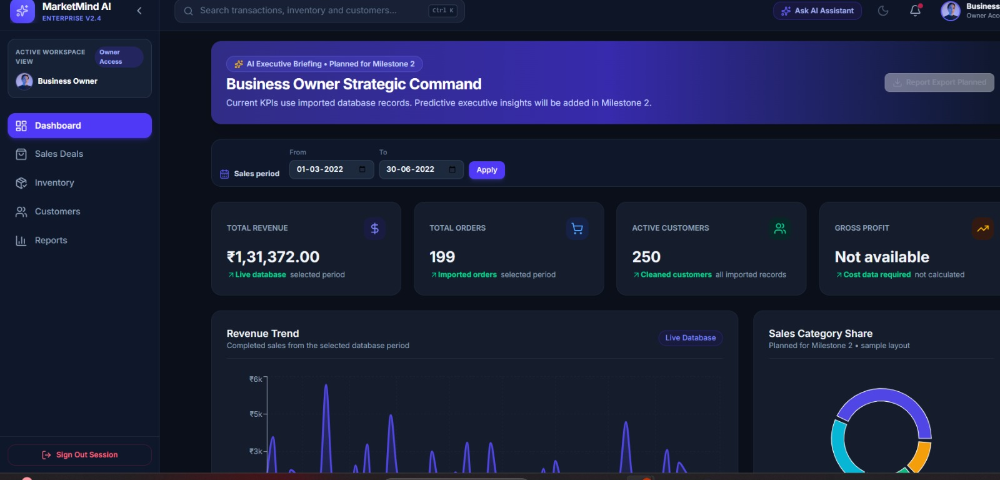 MarketMind AI
ENTERPRISE V2.4
Search transactions, inventory and customers...
Ctrl K
Ask AI Assistant
Business
Owner Acc
ACTIVE WORKSPACE
VIEW
Owner
Access
Business Owner
Dashboard
Sales Deals
Inventory
Customers
Reports
Sign Out Session
AI Executive Briefing • Planned for Milestone 2
Business Owner Strategic Command
Current KPIs use imported database records. Predictive executive insights will be added in Milestone 2.
Report Export Planned
Sales period
From
01-03-2022
To
30-06-2022
Apply
TOTAL REVENUE
₹1,31,372.00
Live database selected period
TOTAL ORDERS
199
Imported orders selected period
ACTIVE CUSTOMERS
250
Cleaned customers all imported records
GROSS PROFIT
Not available
Cost data required not calculated
Revenue Trend
Completed sales from the selected database period
Live Database
₹6k
₹5k
₹3k
Sales Category Share
Planned for Milestone 2 • sample layout